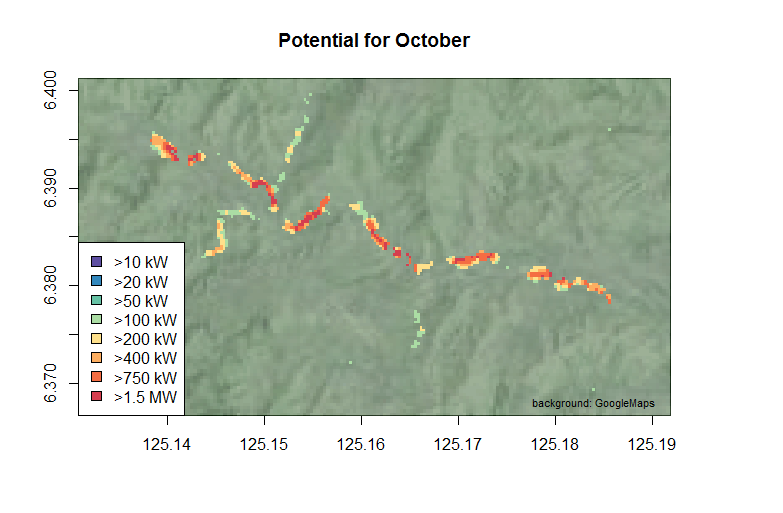 Potential for October
6.400
6.390
6.380
6.370
>10 kW
>20 kW
>50 kW
>100 kW
>200 kW
>400 kW
>750 kW
>1.5 MW
background: GoogleMaps
125.14 125.15 125.16 125.17 125.18 125.19